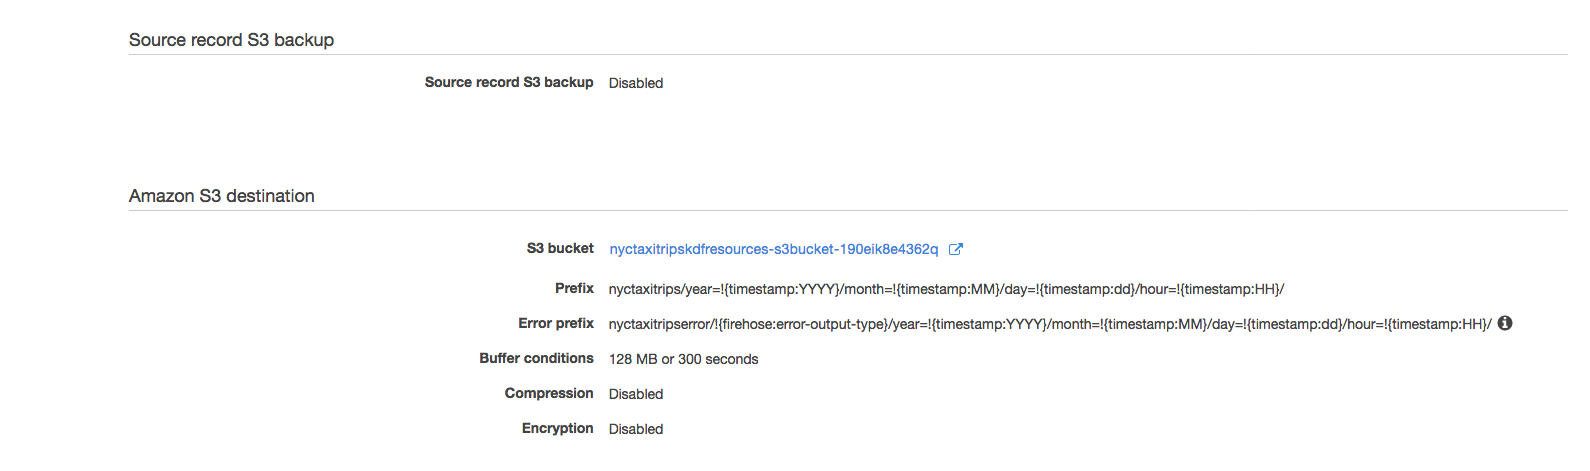 Source record S3 backup
Source record S3 backup Disabled
Amazon S3 destination
S3 bucket nyctaxitripskdfresources-s3bucket-190eik8e4362q
Prefix nyctaxitrips/year=!{timestamp:YYYY}/month=!{timestamp:MM}/day=!{timestamp:dd}/hour=!{timestamp:HH}/
Error prefix nyctaxitripserror/!{firehose:error-output-type}/year=!{timestamp:YYYY}/month=!{timestamp:MM}/day=!{timestamp:dd}/hour=!{timestamp:HH}/
Buffer conditions 128 MB or 300 seconds
Compression Disabled
Encryption Disabled